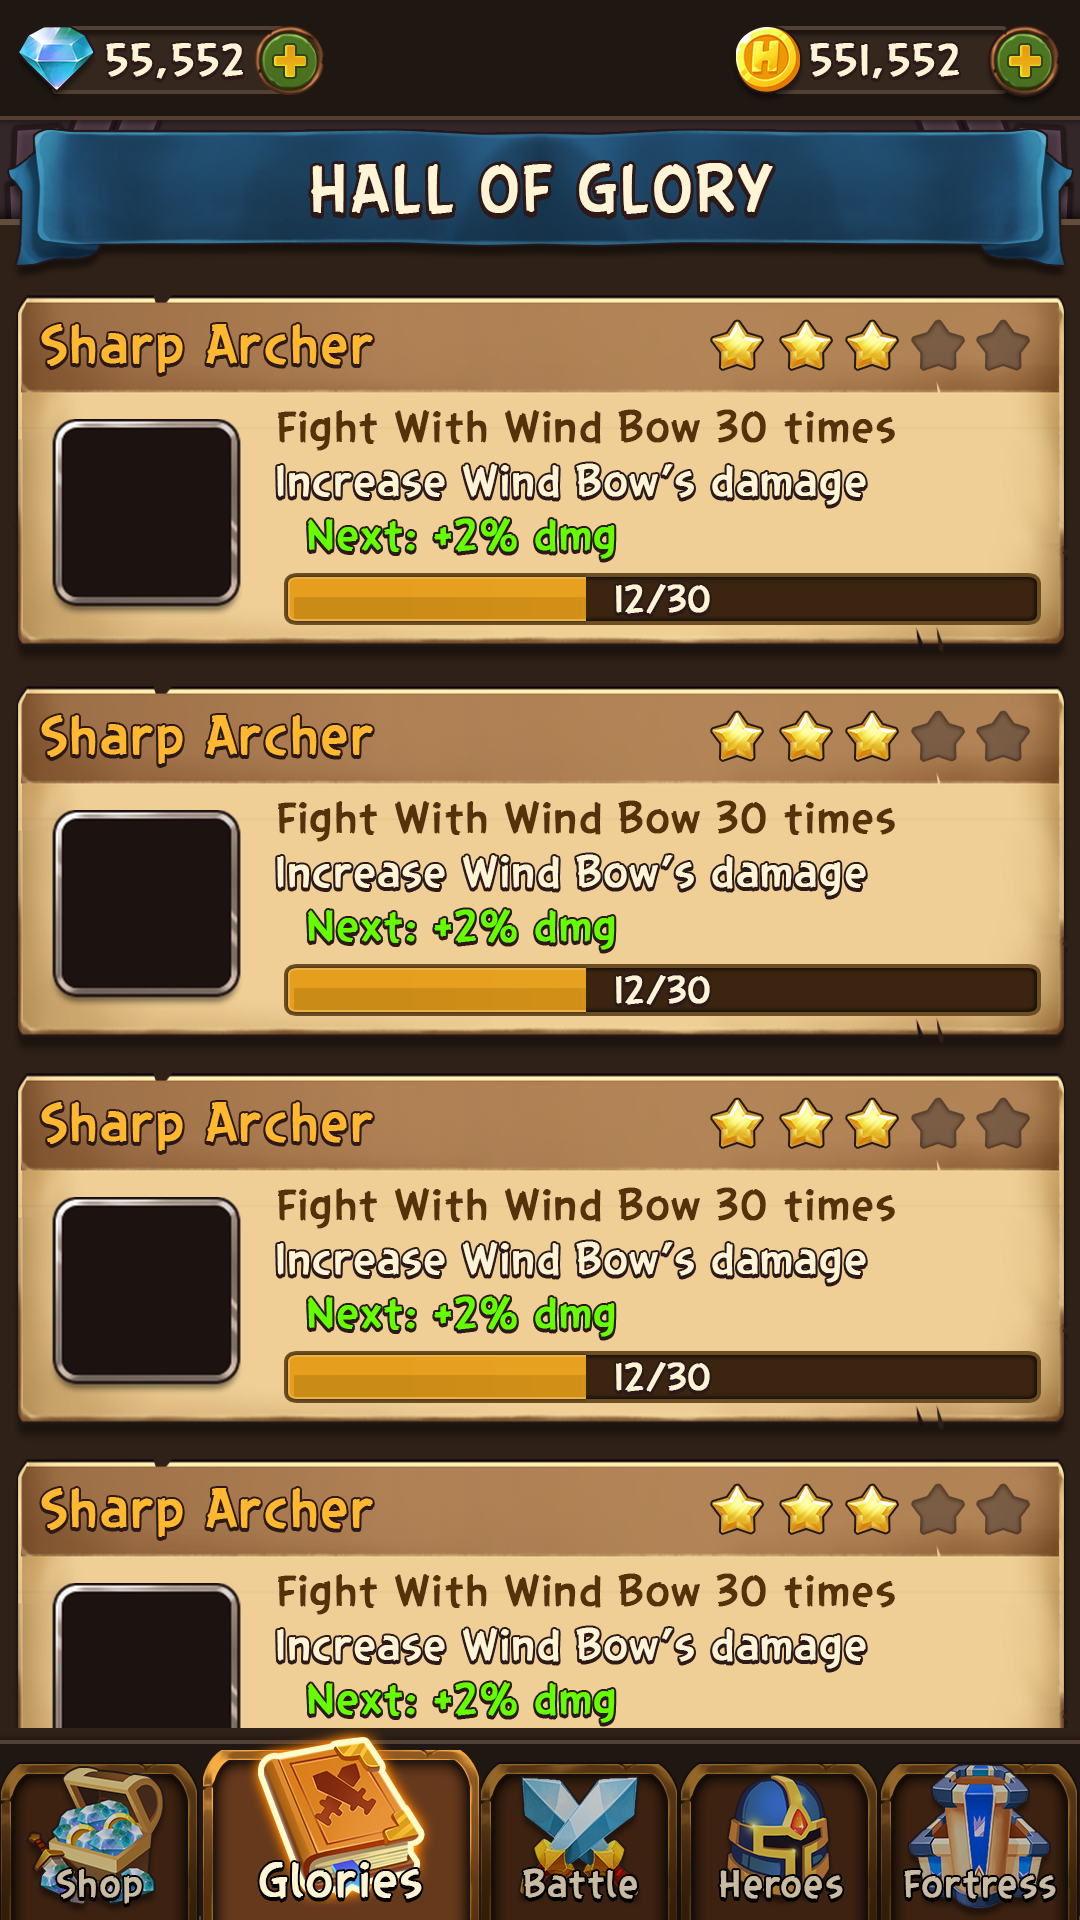 55,552
H 551,552
HALL OF GLORY
Sharp Archer
Fight With Wind Bow 30 times
Increase Wind Bow's damage
Next: +2% dmg
12/30
Sharp Archer
Fight With Wind Bow 30 times
Increase Wind Bow's damage
Next: +2% dmg
12/30
Sharp Archer
Fight With Wind Bow 30 times
Increase Wind Bow's damage
Next: +2% dmg
12/30
Sharp Archer
Fight With Wind Bow 30 times
Increase Wind Bow's damage
Next: +2% dmg
Shop Glories Battle Heroes Fortress